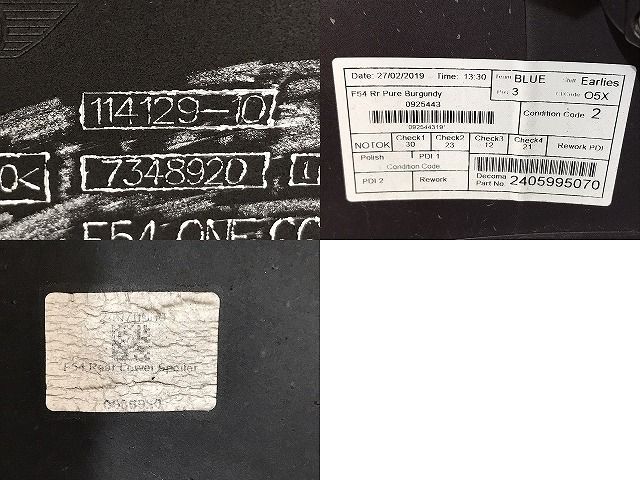 114129-10
0< 7348920
F54 ONE CO
Date: 27/02/2019 Time: 13:30 Team BLUE Shift Earlies
F54 Rr Pure Burgundy Pos 3 O5X
0925443
092544319' Condition Code 2
NOTOK Check1 30 Check2 23 Check3 12 Check4 21 Rework PDI
Polish PDI 1
Condition Code
PDI 2 Rework Decoma Part No 2405995070
F54 Rear Lower Spoiler